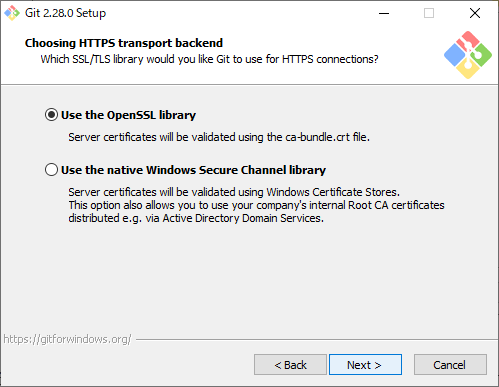 Git 2.28.0 Setup
Choosing HTTPS transport backend
Which SSL/TLS library would you like Git to use for HTTPS connections?
Use the OpenSSL library
Server certificates will be validated using the ca-bundle.crt file.
Use the native Windows Secure Channel library
Server certificates will be validated using Windows Certificate Stores.
This option also allows you to use your company's internal Root CA certificates
distributed e.g. via Active Directory Domain Services.
https://gitforwindows.org/
< Back
Next >
Cancel